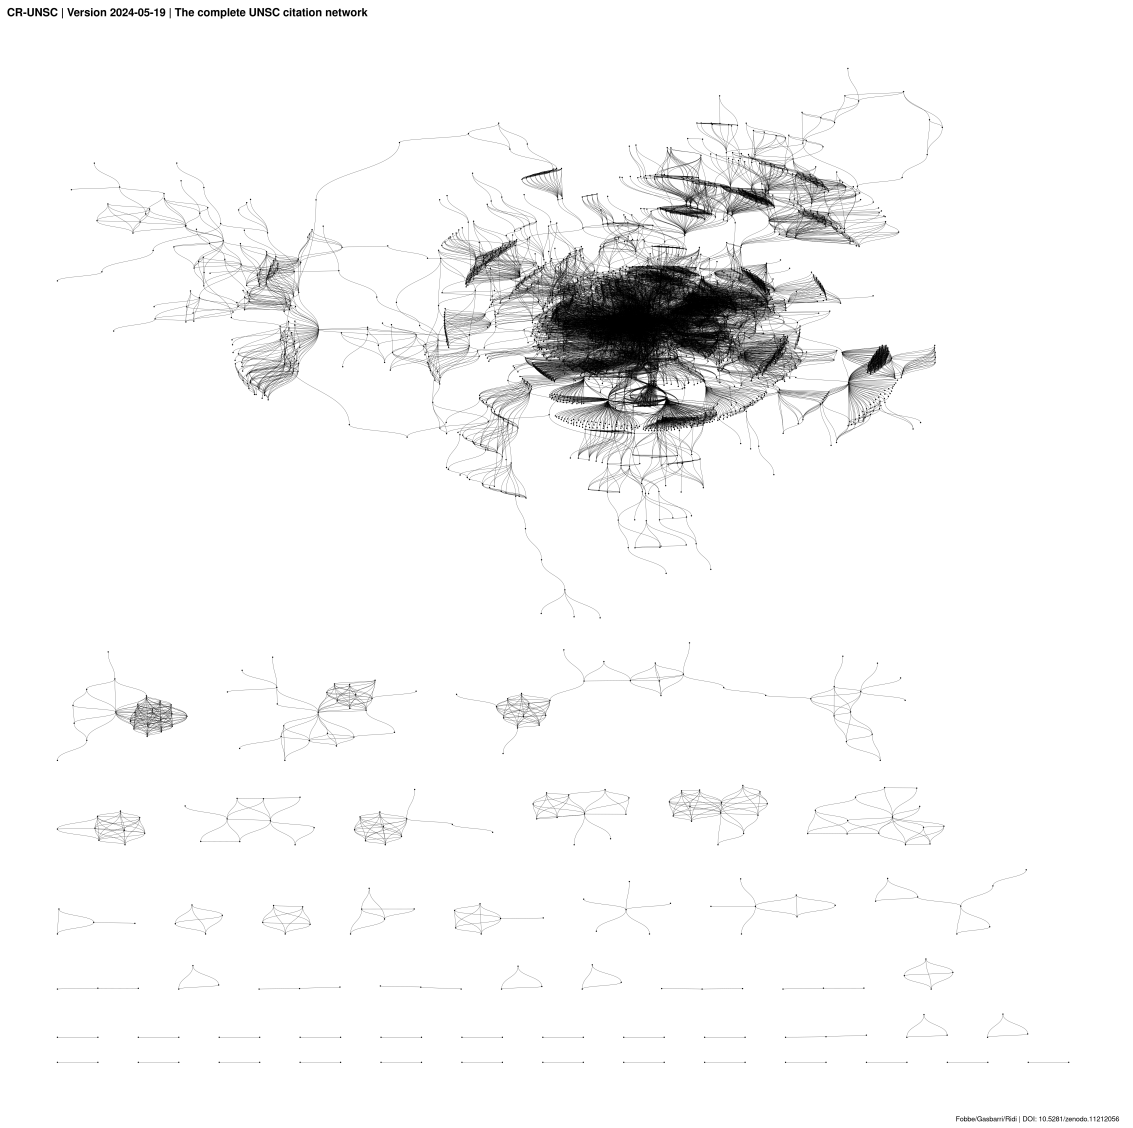 CR-UNSC | Version 2024-05-19 | The complete UNSC citation network
Fobbe/Gasbarri/Ridi | DOI: 10.5281/zenodo.11212056